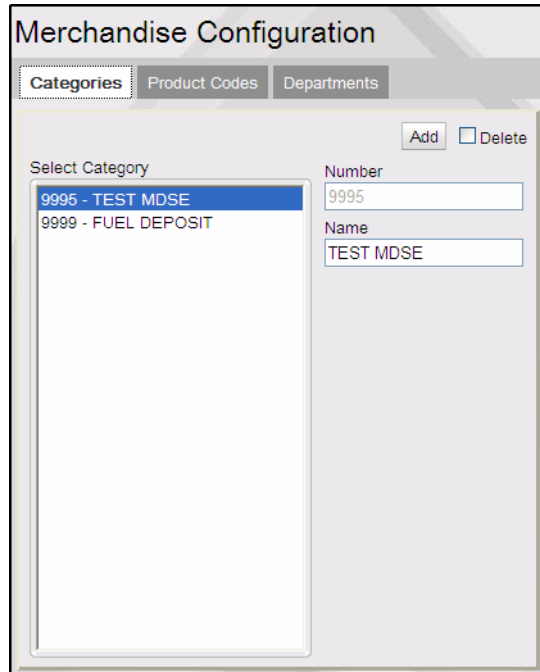 Merchandise Configuration
Categories Product Codes Departments
Add Delete
Select Category
9995 - TEST MDSE
9999 - FUEL DEPOSIT
Number
9995
Name
TEST MDSE